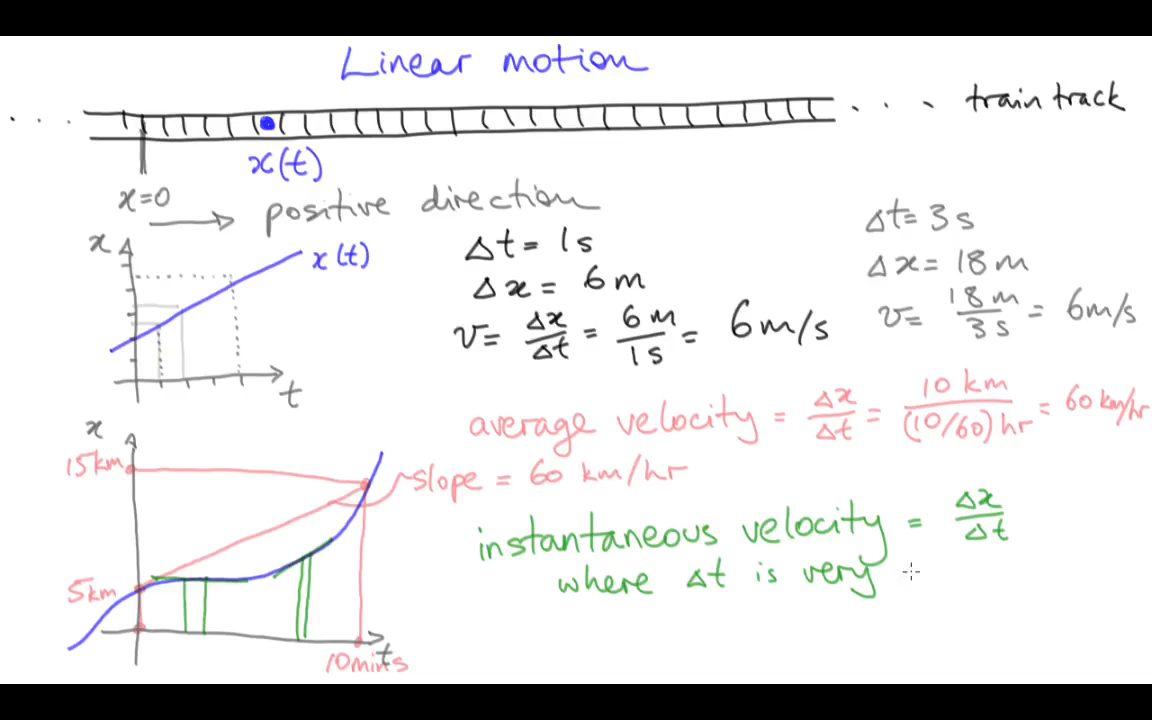 Linear motion
. . . train track
x(t)
x=0
positive direction
x
x(t)
t
Δt= 1s
Δx= 6m
v= Δx/Δt = 6m/1s = 6m/s
Δt= 3s
Δx= 18m
v= 18m/3s = 6m/s
average velocity = Δx/Δt = 10 km/(10/60)hr = 60 km/hr
x
15km
slope = 60 km/hr
5km
t
10mins
instantaneous velocity = Δx/Δt
where Δt is very